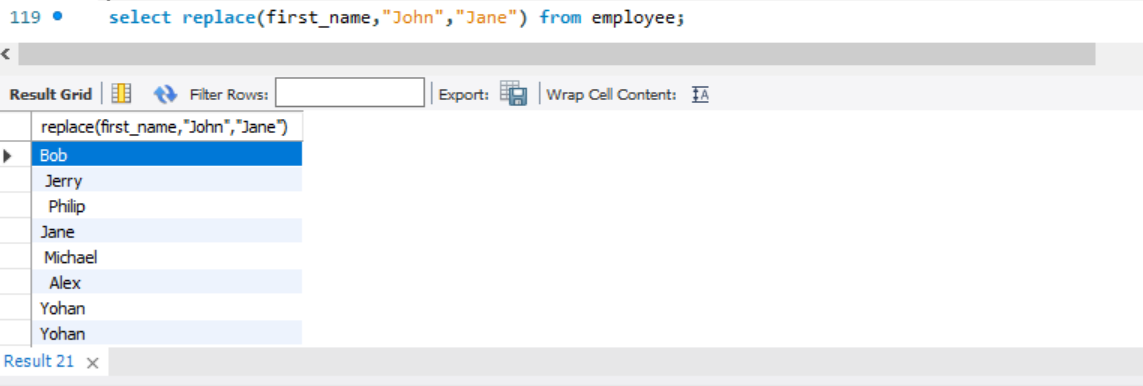 119 select replace(first_name,"John","Jane") from employee;
Result Grid Filter Rows: Export: Wrap Cell Content: IA
replace(first_name,"John","Jane")
Bob
Jerry
Philip
Jane
Michael
Alex
Yohan
Yohan
Result 21 ×